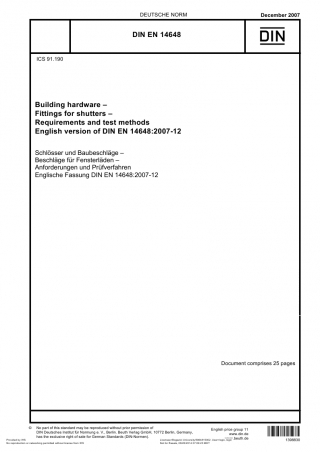 DEUTSCHE NORM
December 2007
DIN EN 14648
DIN
ICS 91.190
Building hardware –
Fittings for shutters –
Requirements and test methods
English version of DIN EN 14648:2007-12
Schlösser und Baubeschläge –
Beschläge für Fensterläden –
Anforderungen und Prüfverfahren
Englische Fassung DIN EN 14648:2007-12
Document comprises 25 pages
© No part of this standard may be reproduced without prior permission of
DIN Deutsches Institut für Normung e. V., Berlin. Beuth Verlag GmbH, 10772 Berlin, Germany,
has the exclusive right of sale for German Standards (DIN-Normen).
English price group 11
www.din.de
www.beuth.de